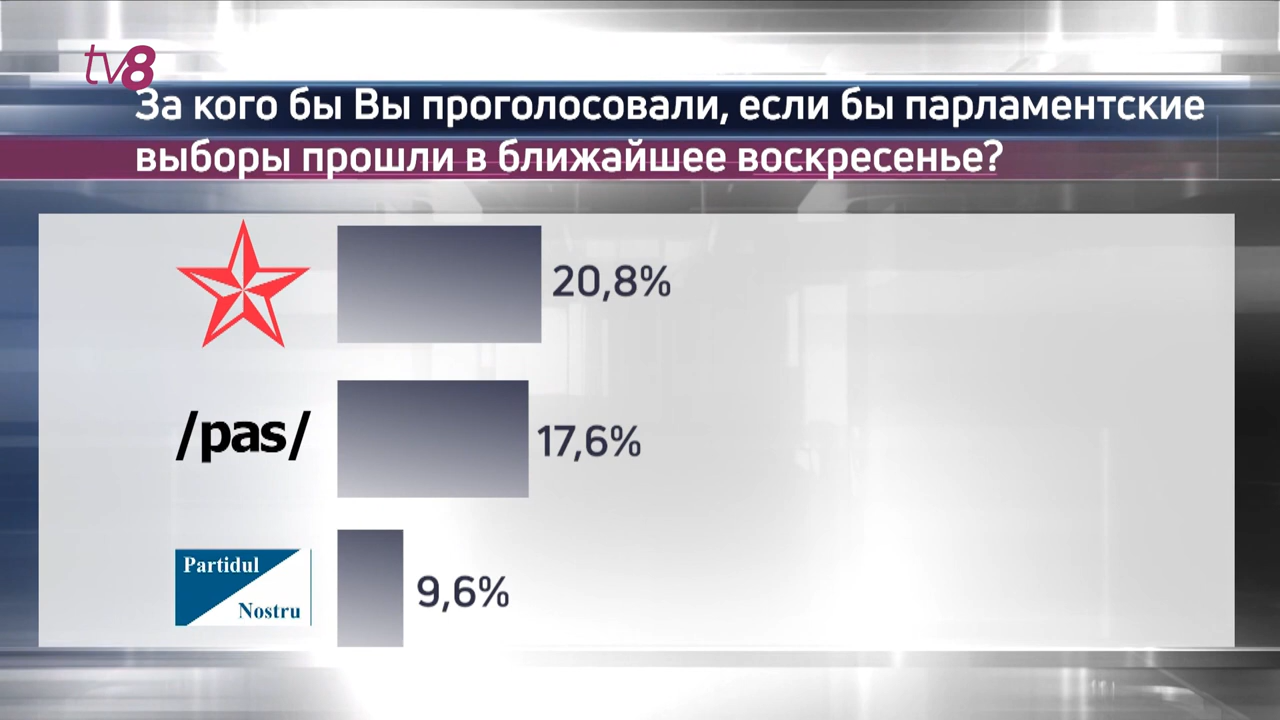 tv8
За кого бы Вы проголосовали, если бы парламентские
выборы прошли в ближайшее воскресенье?
20,8%
/pas/
17,6%
Partidul
Nostru
9,6%